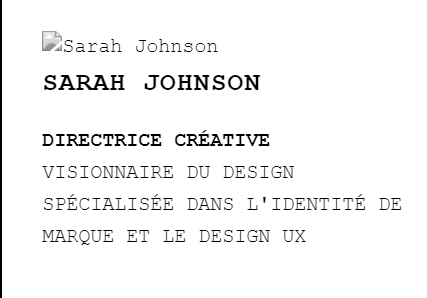 Sarah Johnson
SARAH JOHNSON
DIRECTRICE CRÉATIVE
VISIONNAIRE DU DESIGN
SPÉCIALISÉE DANS L'IDENTITÉ DE
MARQUE ET LE DESIGN UX